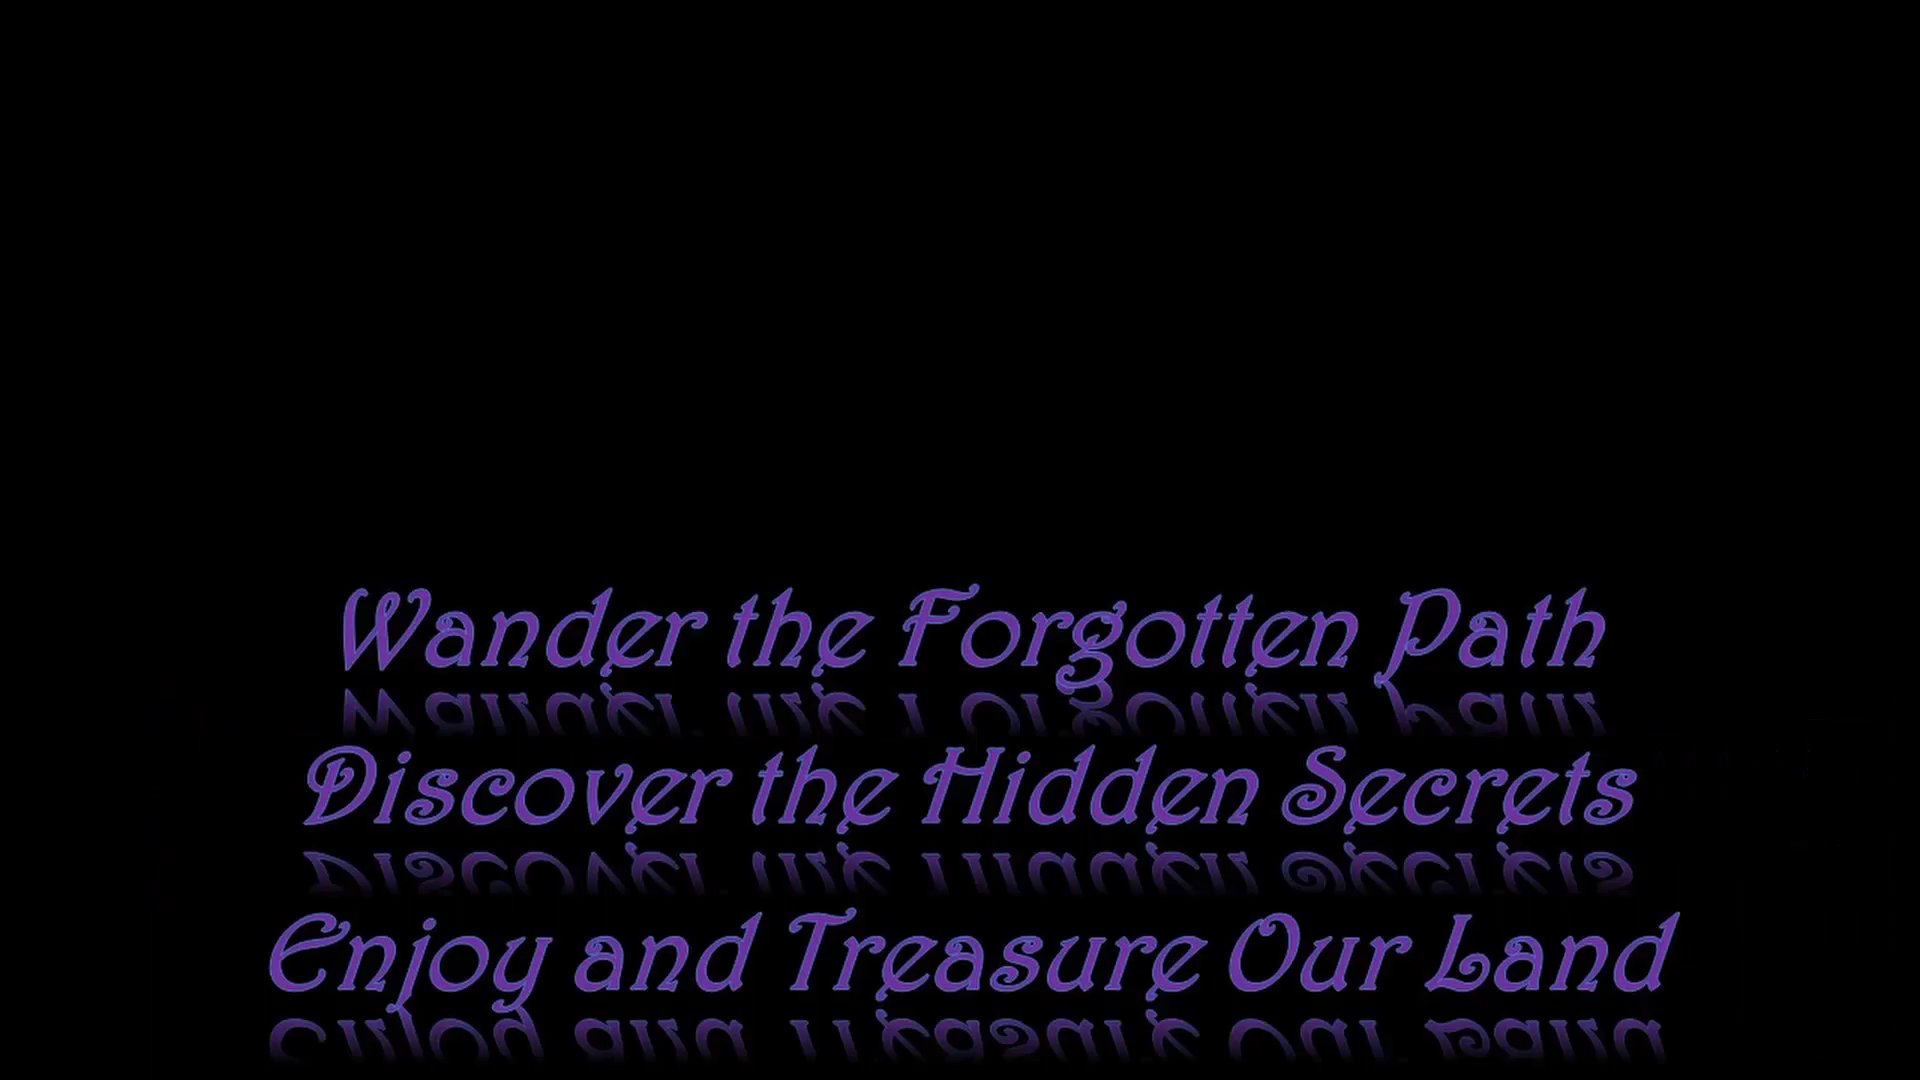 Wander the Forgotten Path
Discover the Hidden Secrets
Enjoy and Treasure Our Land